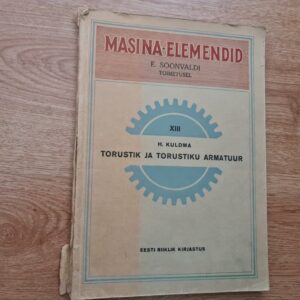 MASINA-ELEMENDID
E. SOONVALDI
TOIMETUSEL
XIII
H. KULDMA
TORUSTIK JA TORUSTIKU ARMATUUR
EESTI RIIKLIK KIRJASTUS